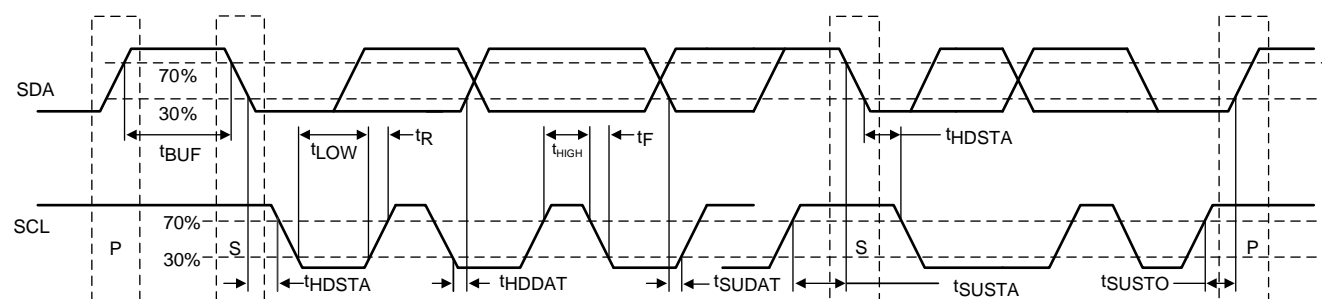 SDA
70%
30%
tBUF
tLOW
tR
tHIGH
tF
tHDSTA
SCL
70%
30%
P
S
S
P
tHDSTA
tHDDAT
tSUDAT
tSUSTA
tSUSTO